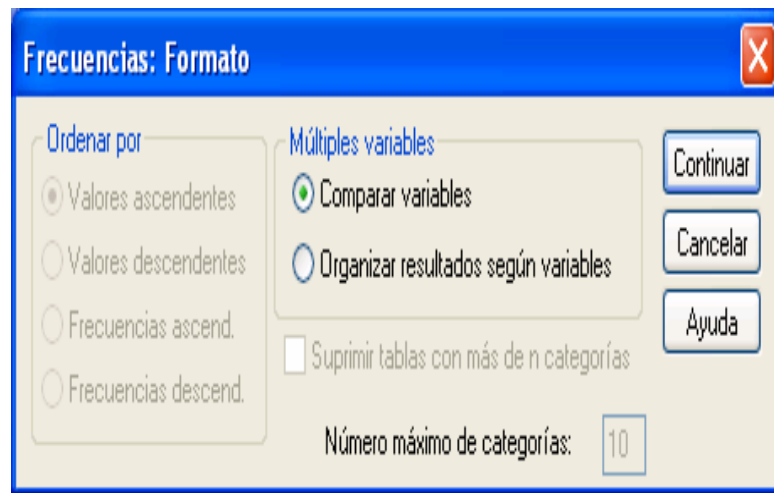 Frecuencias: Formato
Ordenar por
Valores ascendentes
Valores descendentes
Frecuencias ascend.
Frecuencias descend.
Múltiples variables
Comparar variables
Organizar resultados según variables
Suprimir tablas con más de n categorías
Número máximo de categorías: 10
Continuar
Cancelar
Ayuda